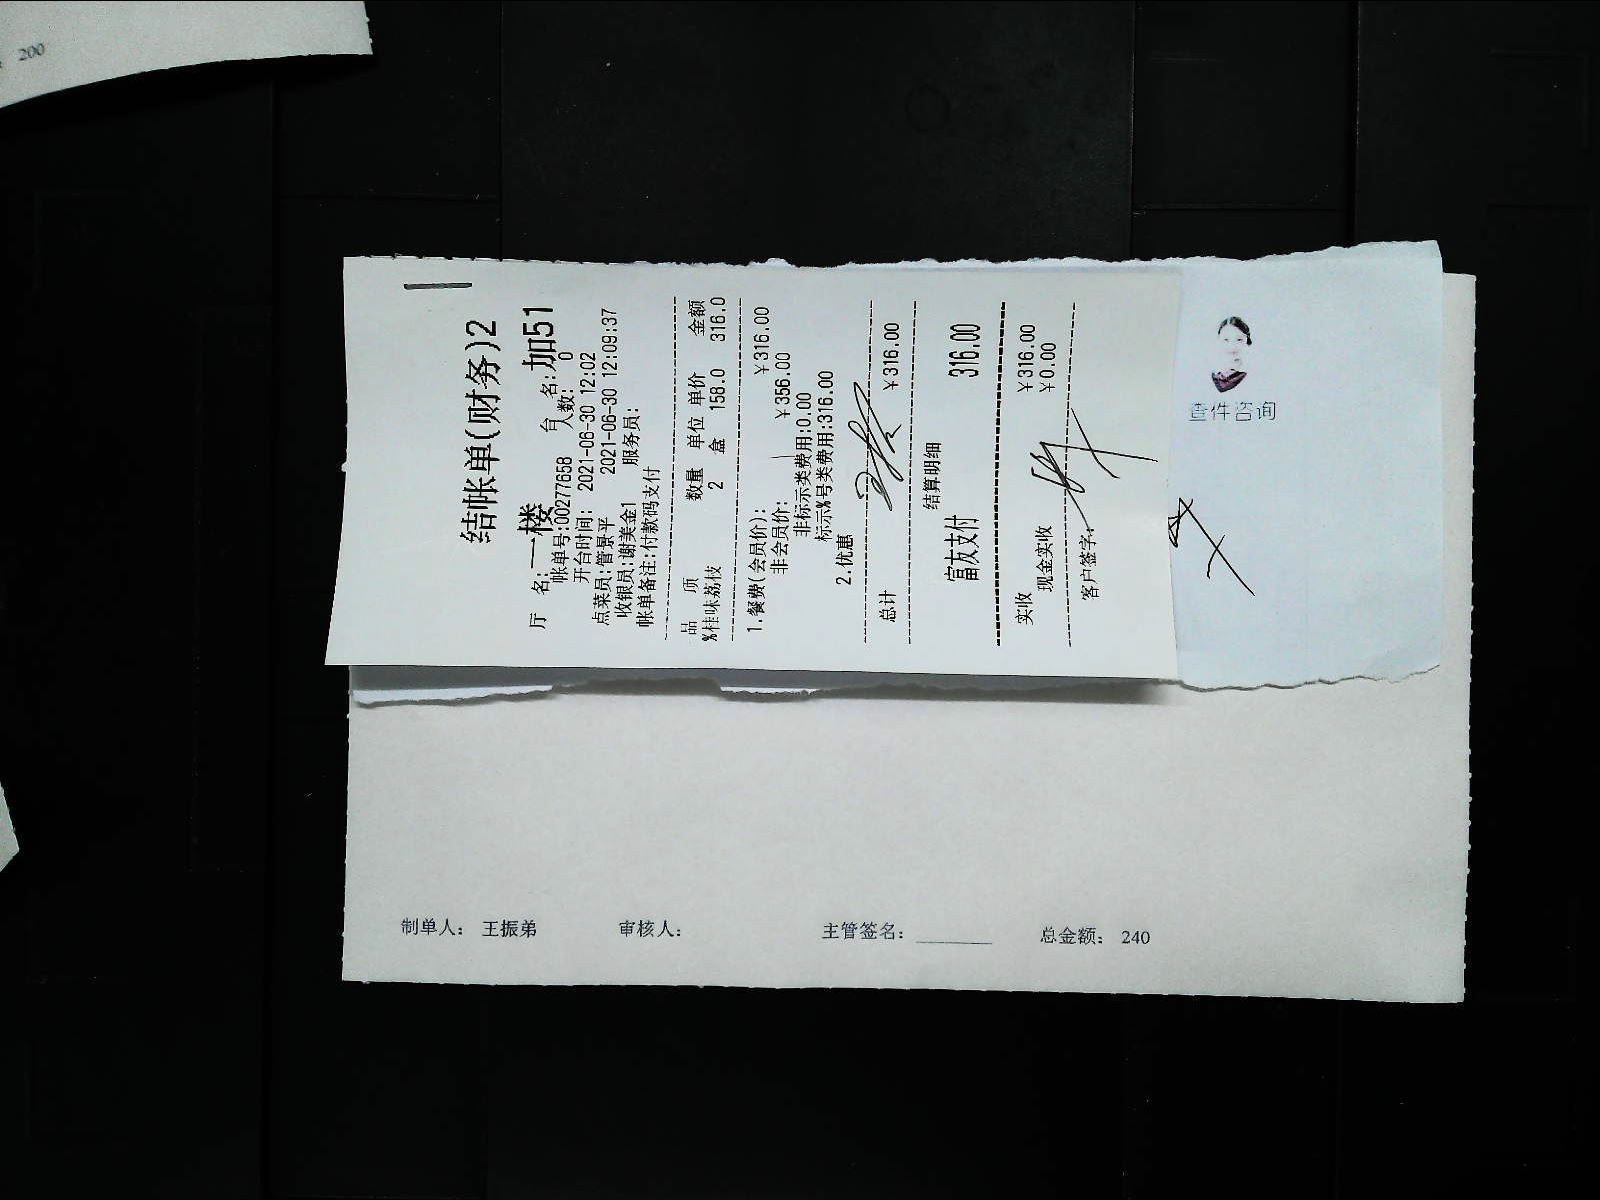 200
结帐单(财务)2
厅 名:一楼 台 名:加51
帐单号:00277658 人数: 0
开台时间: 2021-06-30 12:02
点菜员:管景平 2021-06-30 12:09:37
收银员:谢美金1 服务员:
帐单备注:付款码支付
品 项 数量 单位 单价 金额
%桂味荔枝 2 盒 158.0 316.0
1.餐费(会员价): ¥316.00
非会员价: ¥356.00
非标示类费用:0.00
标示%号类费用:316.00
2.优惠
总计 ¥316.00
结算明细
富友支付 316.00
实收 ¥316.00
现金实收 ¥0.00
客户签字:
查件咨询
制单人: 王振弟 审核人: 主管签名: 总金额: 240